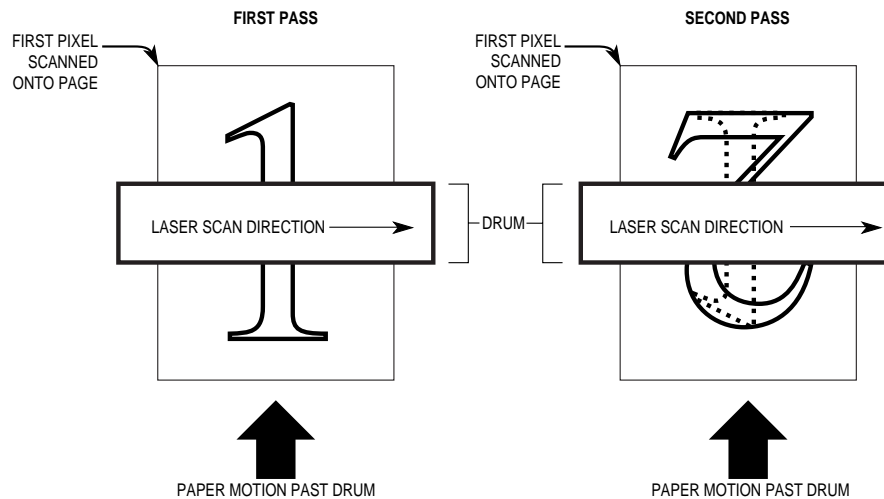 FIRST PASS
SECOND PASS
FIRST PIXEL
SCANNED
ONTO PAGE
FIRST PIXEL
SCANNED
ONTO PAGE
1
3
LASER SCAN DIRECTION
DRUM
LASER SCAN DIRECTION
PAPER MOTION PAST DRUM
PAPER MOTION PAST DRUM